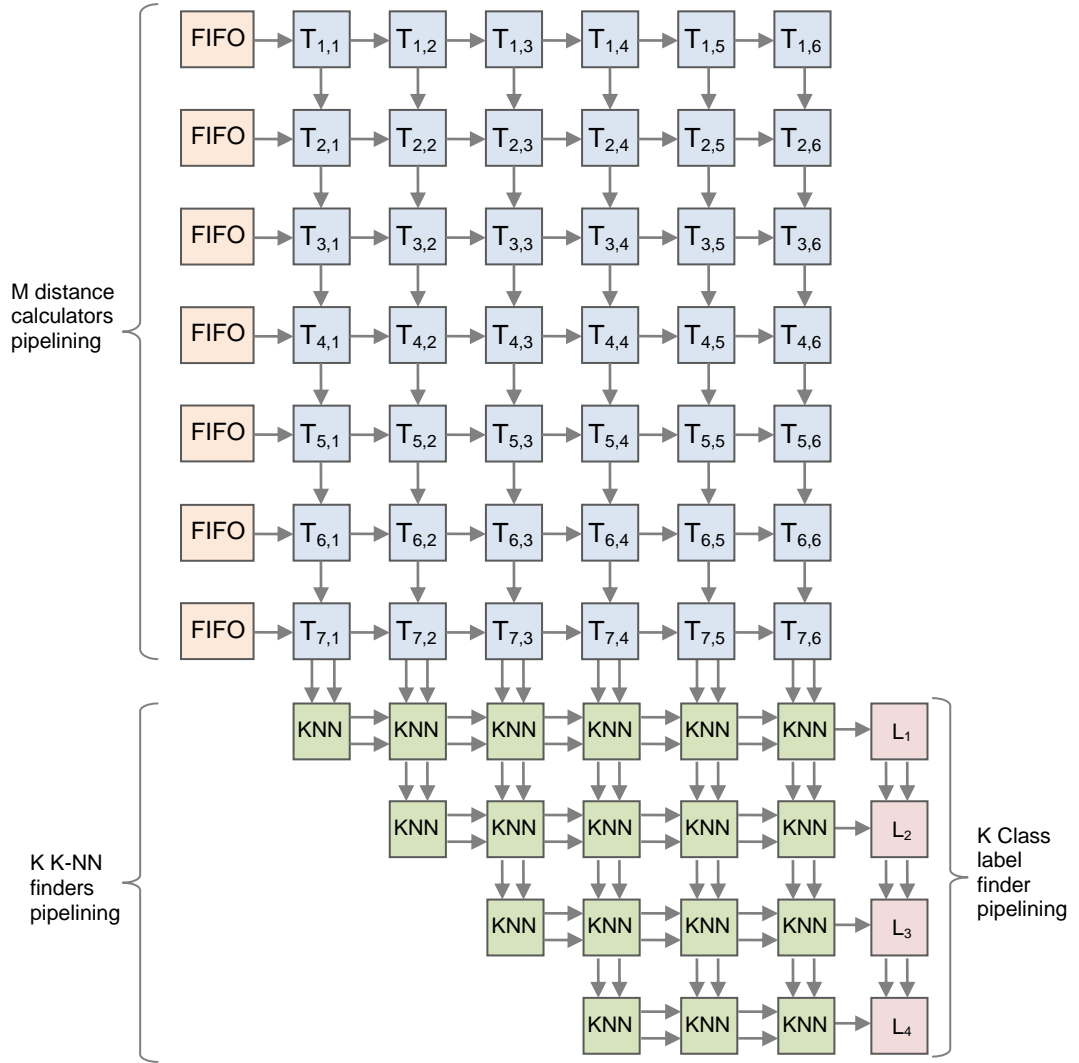 FIFO T1,1 T1,2 T1,3 T1,4 T1,5 T1,6
FIFO T2,1 T2,2 T2,3 T2,4 T2,5 T2,6
FIFO T3,1 T3,2 T3,3 T3,4 T3,5 T3,6
M distance
calculators
pipelining
FIFO T4,1 T4,2 T4,3 T4,4 T4,5 T4,6
FIFO T5,1 T5,2 T5,3 T5,4 T5,5 T5,6
FIFO T6,1 T6,2 T6,3 T6,4 T6,5 T6,6
FIFO T7,1 T7,2 T7,3 T7,4 T7,5 T7,6
KNN KNN KNN KNN KNN KNN L1
KNN KNN KNN KNN KNN L2
K K-NN
finders
pipelining
K Class
label
finder
pipelining
KNN KNN KNN KNN L3
KNN KNN KNN L4